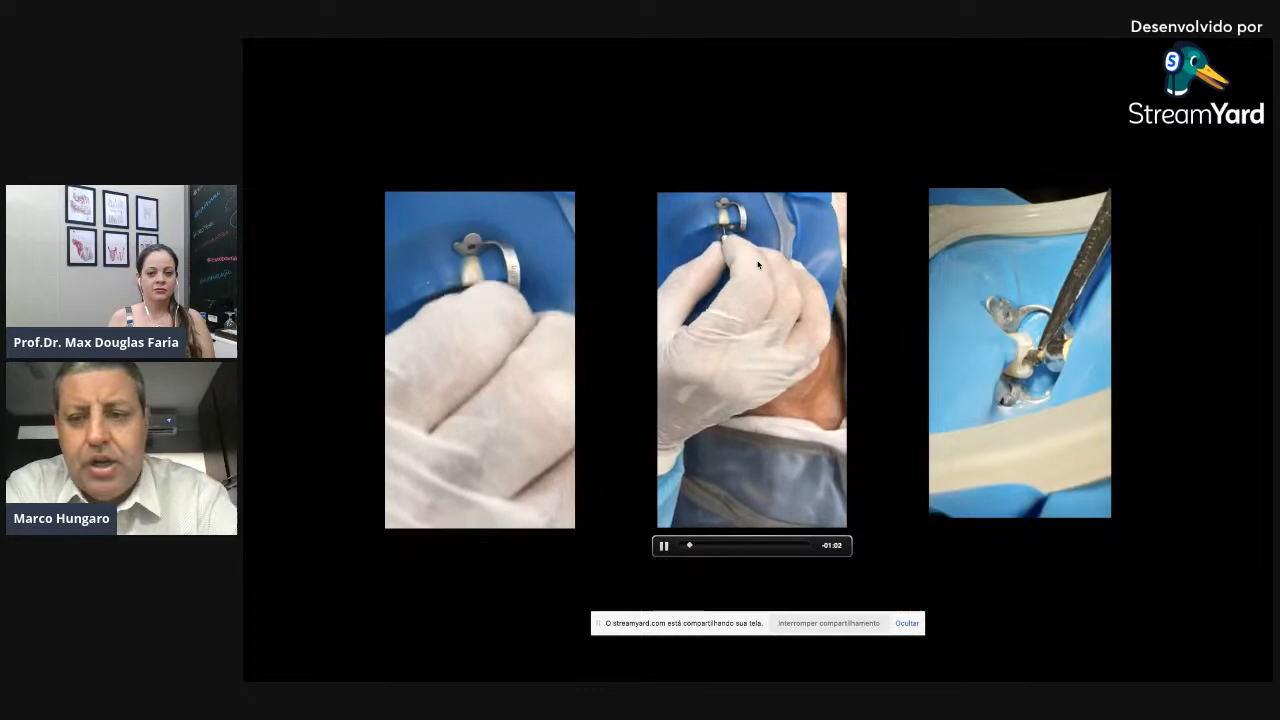 Desenvolvido por
StreamYard
Prof.Dr. Max Douglas Faria
Marco Hungaro
-01:02
O streamyard.com está compartilhando sua tela.
Interromper compartilhamento
Ocultar